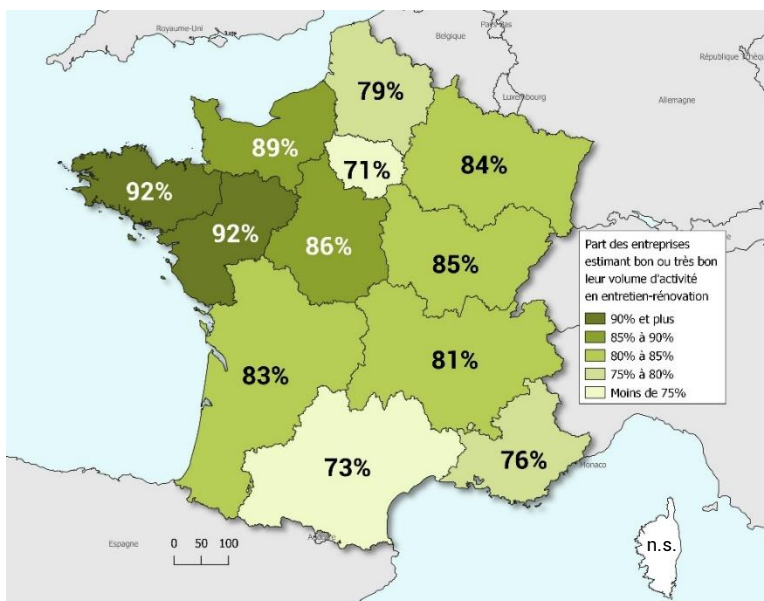 Royaume-Uni
Belgique
Luxembourg
Allemagne
79%
89%
71%
84%
92%
92%
86%
85%
Part des entreprises
estimant bon ou très bon
leur volume d'activité
en entretien-rénovation
90% et plus
85% à 90%
80% à 85%
75% à 80%
Moins de 75%
83%
81%
73%
76%
Monaco
n.s.
Espagne
0 50 100